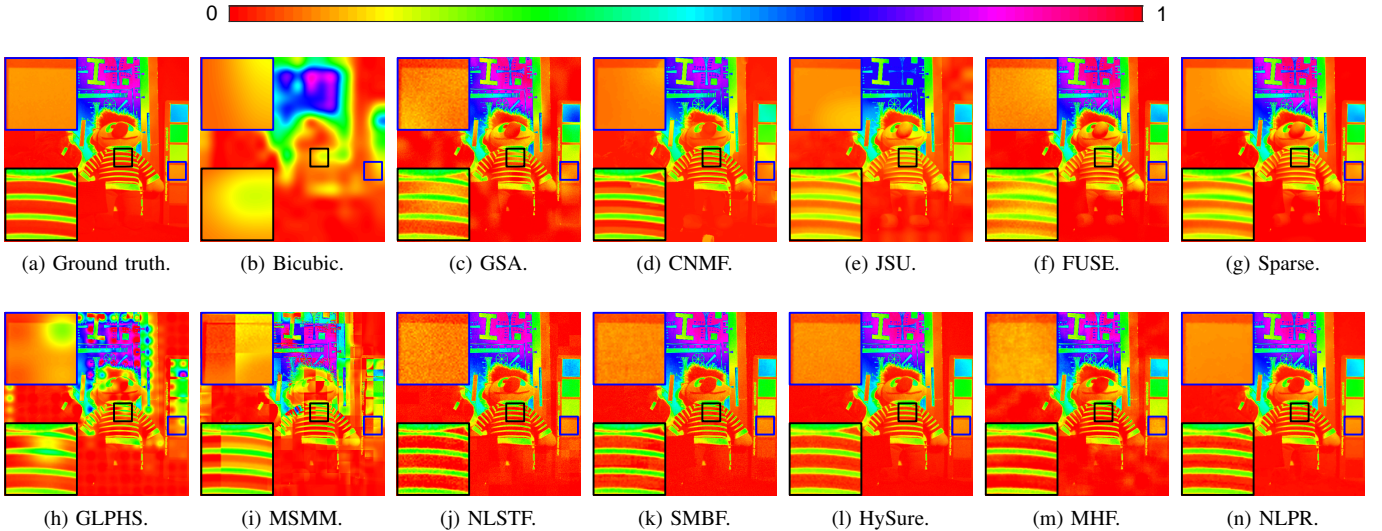 0 1
(a) Ground truth. (b) Bicubic. (c) GSA. (d) CNMF. (e) JSU. (f) FUSE. (g) Sparse.
(h) GLPHS. (i) MSMM. (j) NLSTF. (k) SMBF. (l) HySure. (m) MHF. (n) NLPR.